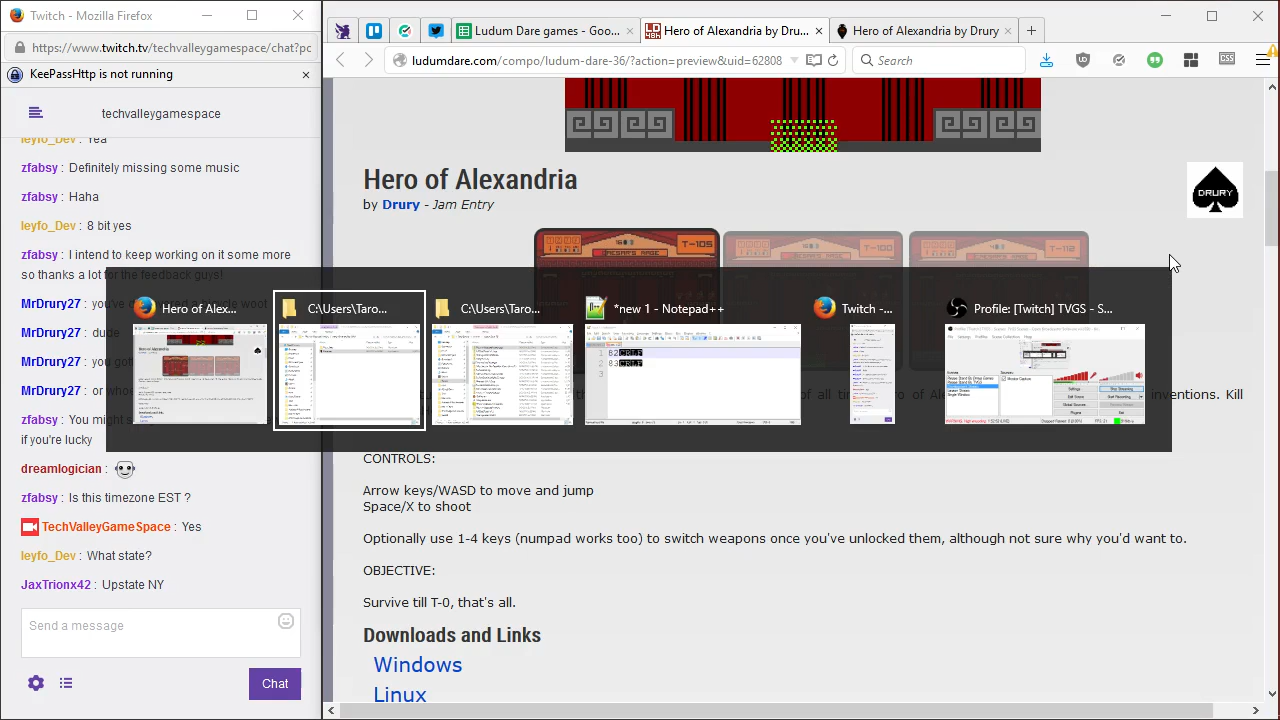 Twitch - Mozilla Firefox
https://www.twitch.tv/techvalleygamespace/chat?pc
KeePassHttp is not running
techvalleygamespace
leyfo_Dev :
zfabsy : Definitely missing some music
zfabsy : Haha
leyfo_Dev : 8 bit yes
zfabsy : I intend to keep working on it some more
so thanks a lot for the feedback guys!
MrDrury27 : you've
MrDrury27 : dude
MrDrury27 : you
MrDrury27 : or
zfabsy : You might
if you're lucky
dreamlogician :
zfabsy : Is this timezone EST ?
TechValleyGameSpace : Yes
leyfo_Dev : What state?
JaxTrionx42 : Upstate NY
Send a message
Chat
Ludum Dare games - Goo...
Hero of Alexandria by Dru...
Hero of Alexandria by Drury
ludumdare.com/compo/ludum-dare-36/?action=preview&uid=62808
Search
CSS
Hero of Alexandria
by Drury - Jam Entry
DRURY
T-105
T-100
T-112
Hero of Alex...
C:\Users\Taro...
C:\Users\Taro...
*new 1 - Notepad++
Twitch -...
Profile: [Twitch] TVGS - S...
CONTROLS:
Arrow keys/WASD to move and jump
Space/X to shoot
Optionally use 1-4 keys (numpad works too) to switch weapons once you've unlocked them, although not sure why you'd want to.
OBJECTIVE:
Survive till T-0, that's all.
Downloads and Links
Windows
Linux